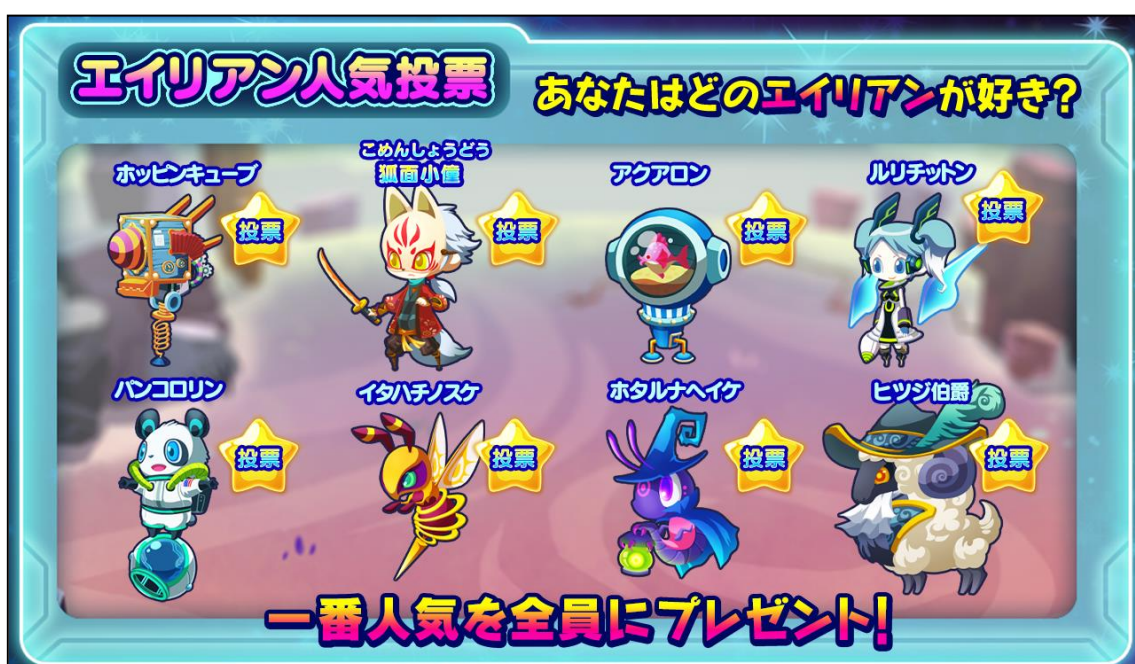 エイリアン人気投票
あなたはどのエイリアンが好き?
ホッピンキューブ
投票
こめんしょうどう
狐面小僮
投票
アクアロン
投票
ルリチットン
投票
パンコロリン
投票
イタハチノスケ
投票
ホタルナヘイケ
投票
ヒツジ伯爵
投票
一番人気を全員にプレゼント!